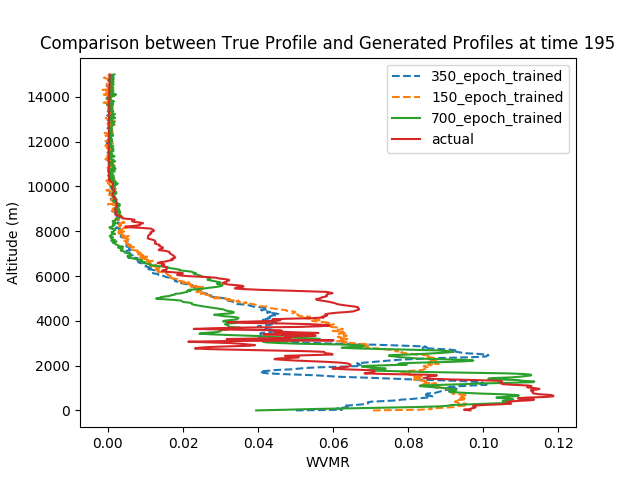 Comparison between True Profile and Generated Profiles at time 195
350_epoch_trained
150_epoch_trained
700_epoch_trained
actual
Altitude (m)
14000
12000
10000
8000
6000
4000
2000
0
0.00 0.02 0.04 0.06 0.08 0.10 0.12
WVMR